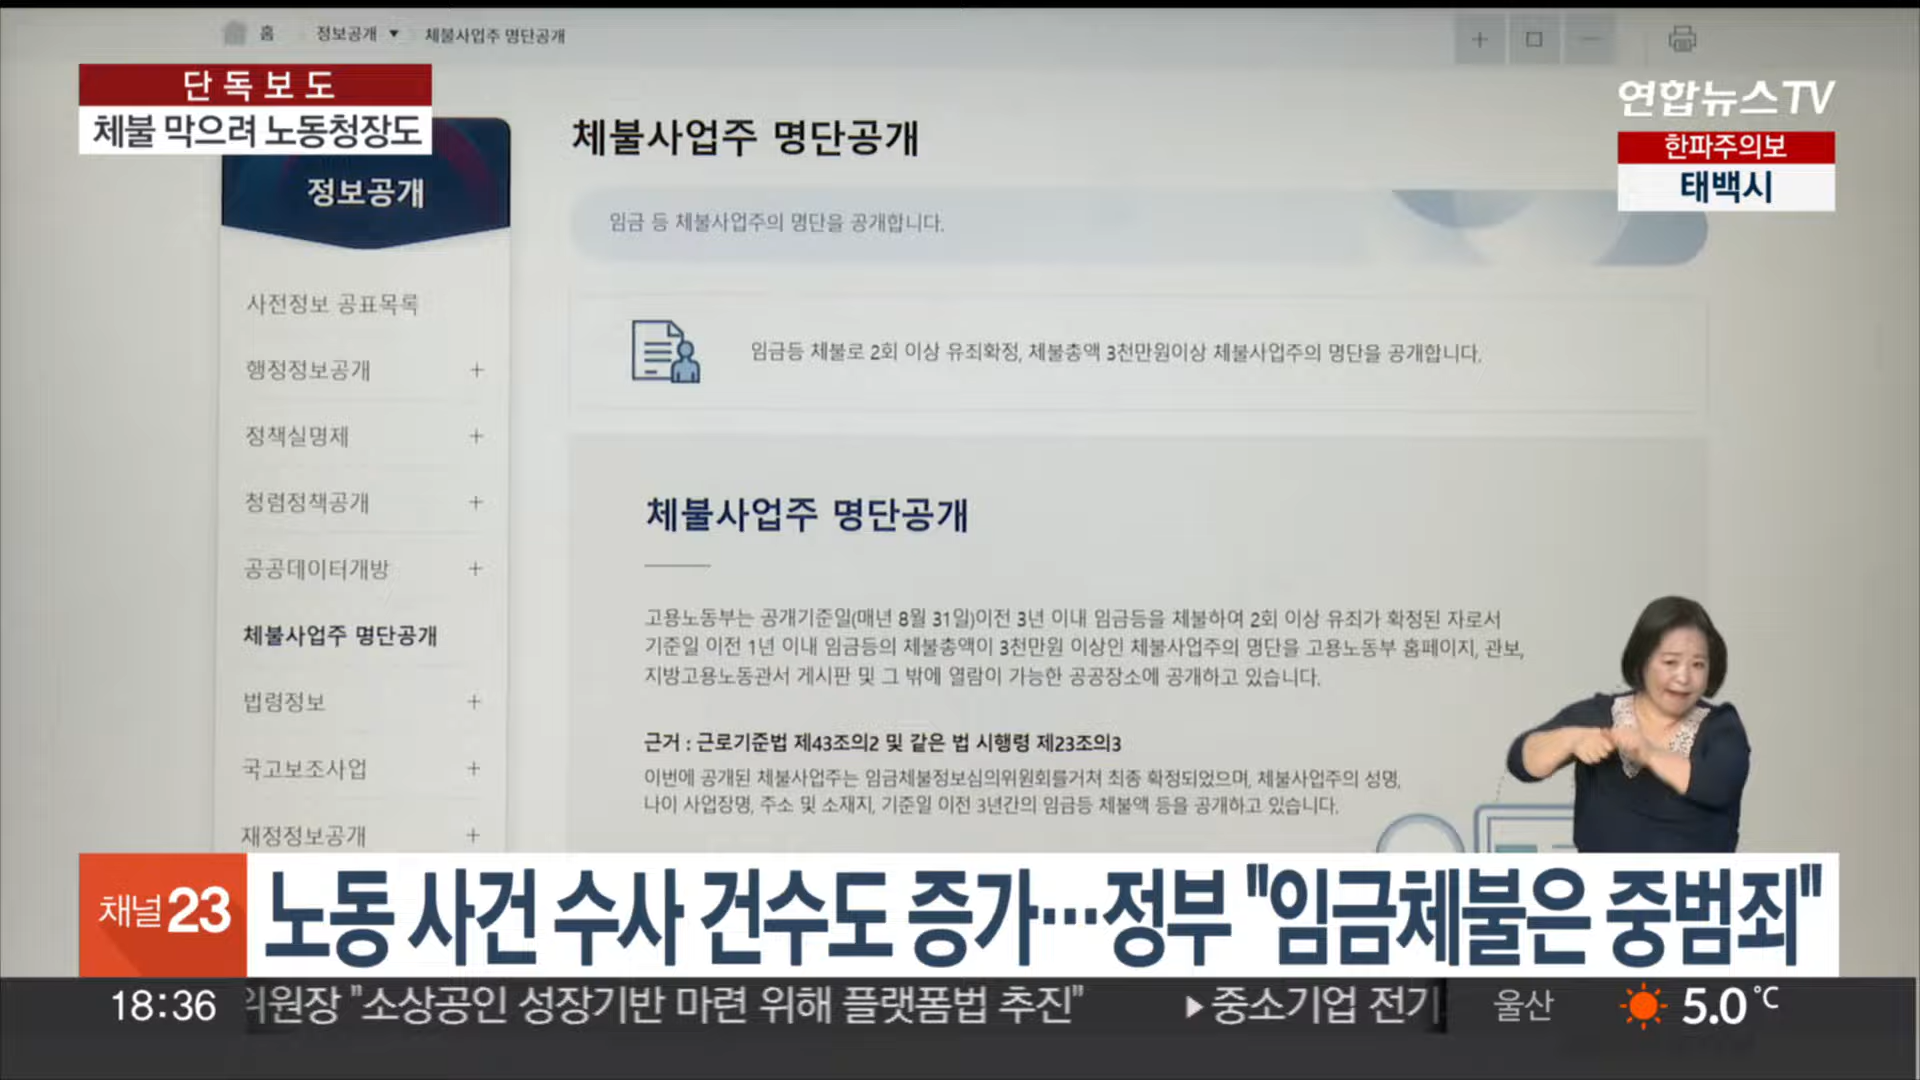 홈 정보공개 ▼ 체불사업주 명단공개
단독보도
체불 막으려 노동청장도
연합뉴스TV
한파주의보
태백시
정보공개
사전정보 공표목록
행정정보공개 +
정책실명제 +
청렴정책공개 +
공공데이터개방 +
체불사업주 명단공개
법령정보 +
국고보조사업 +
재정정보공개 +
체불사업주 명단공개
임금 등 체불사업주의 명단을 공개합니다.
임금등 체불로 2회 이상 유죄확정, 체불총액 3천만원이상 체불사업주의 명단을 공개합니다.
체불사업주 명단공개
고용노동부는 공개기준일(매년 8월 31일)이전 3년 이내 임금등을 체불하여 2회 이상 유죄가 확정된 자로서
기준일 이전 1년 이내 임금등의 체불총액이 3천만원 이상인 체불사업주의 명단을 고용노동부 홈페이지, 관보,
지방고용노동관서 게시판 및 그 밖에 열람이 가능한 공공장소에 공개하고 있습니다.
근거 : 근로기준법 제43조의2 및 같은 법 시행령 제23조의3
이번에 공개된 체불사업주는 임금체불정보심의위원회를거쳐 최종 확정되었으며, 체불사업주의 성명,
나이 사업장명, 주소 및 소재지, 기준일 이전 3년간의 임금등 체불액 등을 공개하고 있습니다.
채널 23
노동 사건 수사 건수도 증가…정부 "임금체불은 중범죄"
18:36
위원장 "소상공인 성장기반 마련 위해 플랫폼법 추진" ▶중소기업 전기
울산 5.0℃